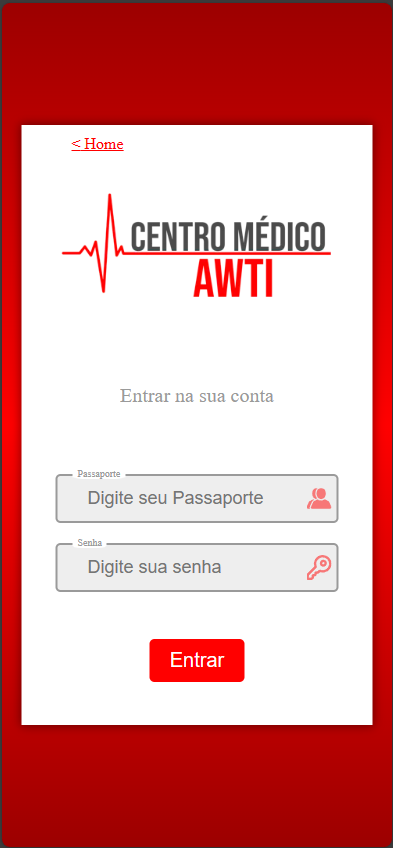 < Home
CENTRO MÉDICO
AWTI
Entrar na sua conta
Passaporte
Digite seu Passaporte
Senha
Digite sua senha
Entrar